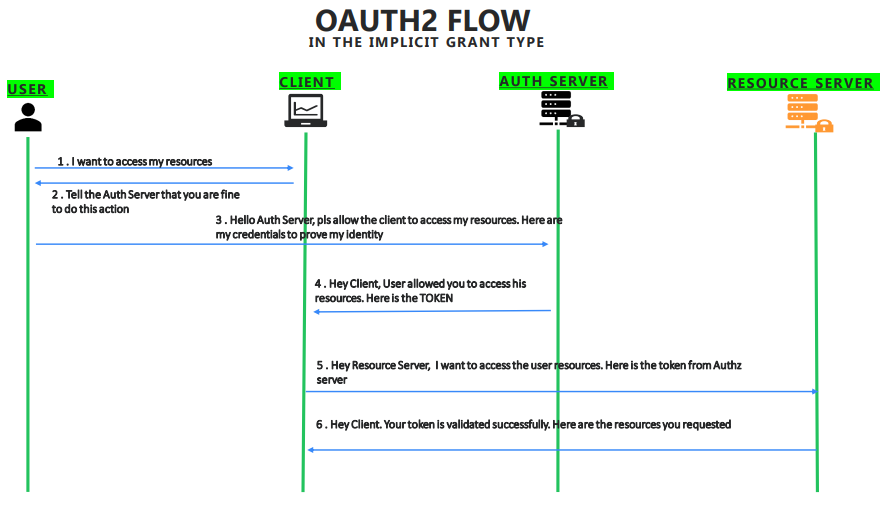 OAUTH2 FLOW
IN THE IMPLICIT GRANT TYPE
USER
CLIENT
AUTH SERVER
RESOURCE SERVER
1 . I want to access my resources
2 . Tell the Auth Server that you are fine
to do this action
3 . Hello Auth Server, pls allow the client to access my resources. Here are
my credentials to prove my identity
4 . Hey Client, User allowed you to access his
resources. Here is the TOKEN
5 . Hey Resource Server, I want to access the user resources. Here is the token from Authz
server
6 . Hey Client. Your token is validated successfully. Here are the resources you requested